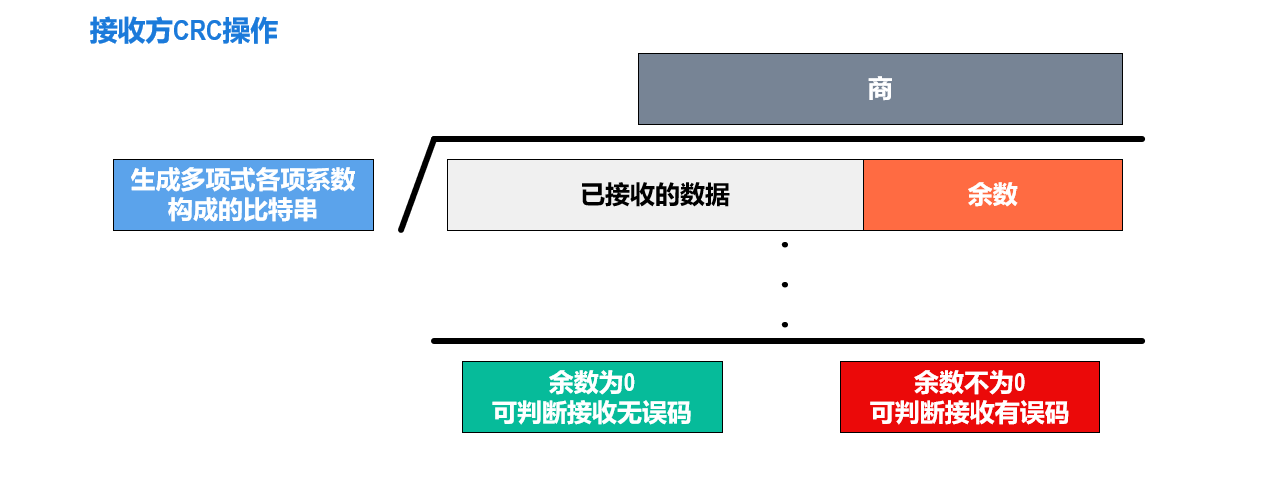 接收方CRC操作
商
生成多项式各项系数
构成的比特串
已接收的数据
余数
余数为0
可判断接收无误码
余数不为0
可判断接收有误码